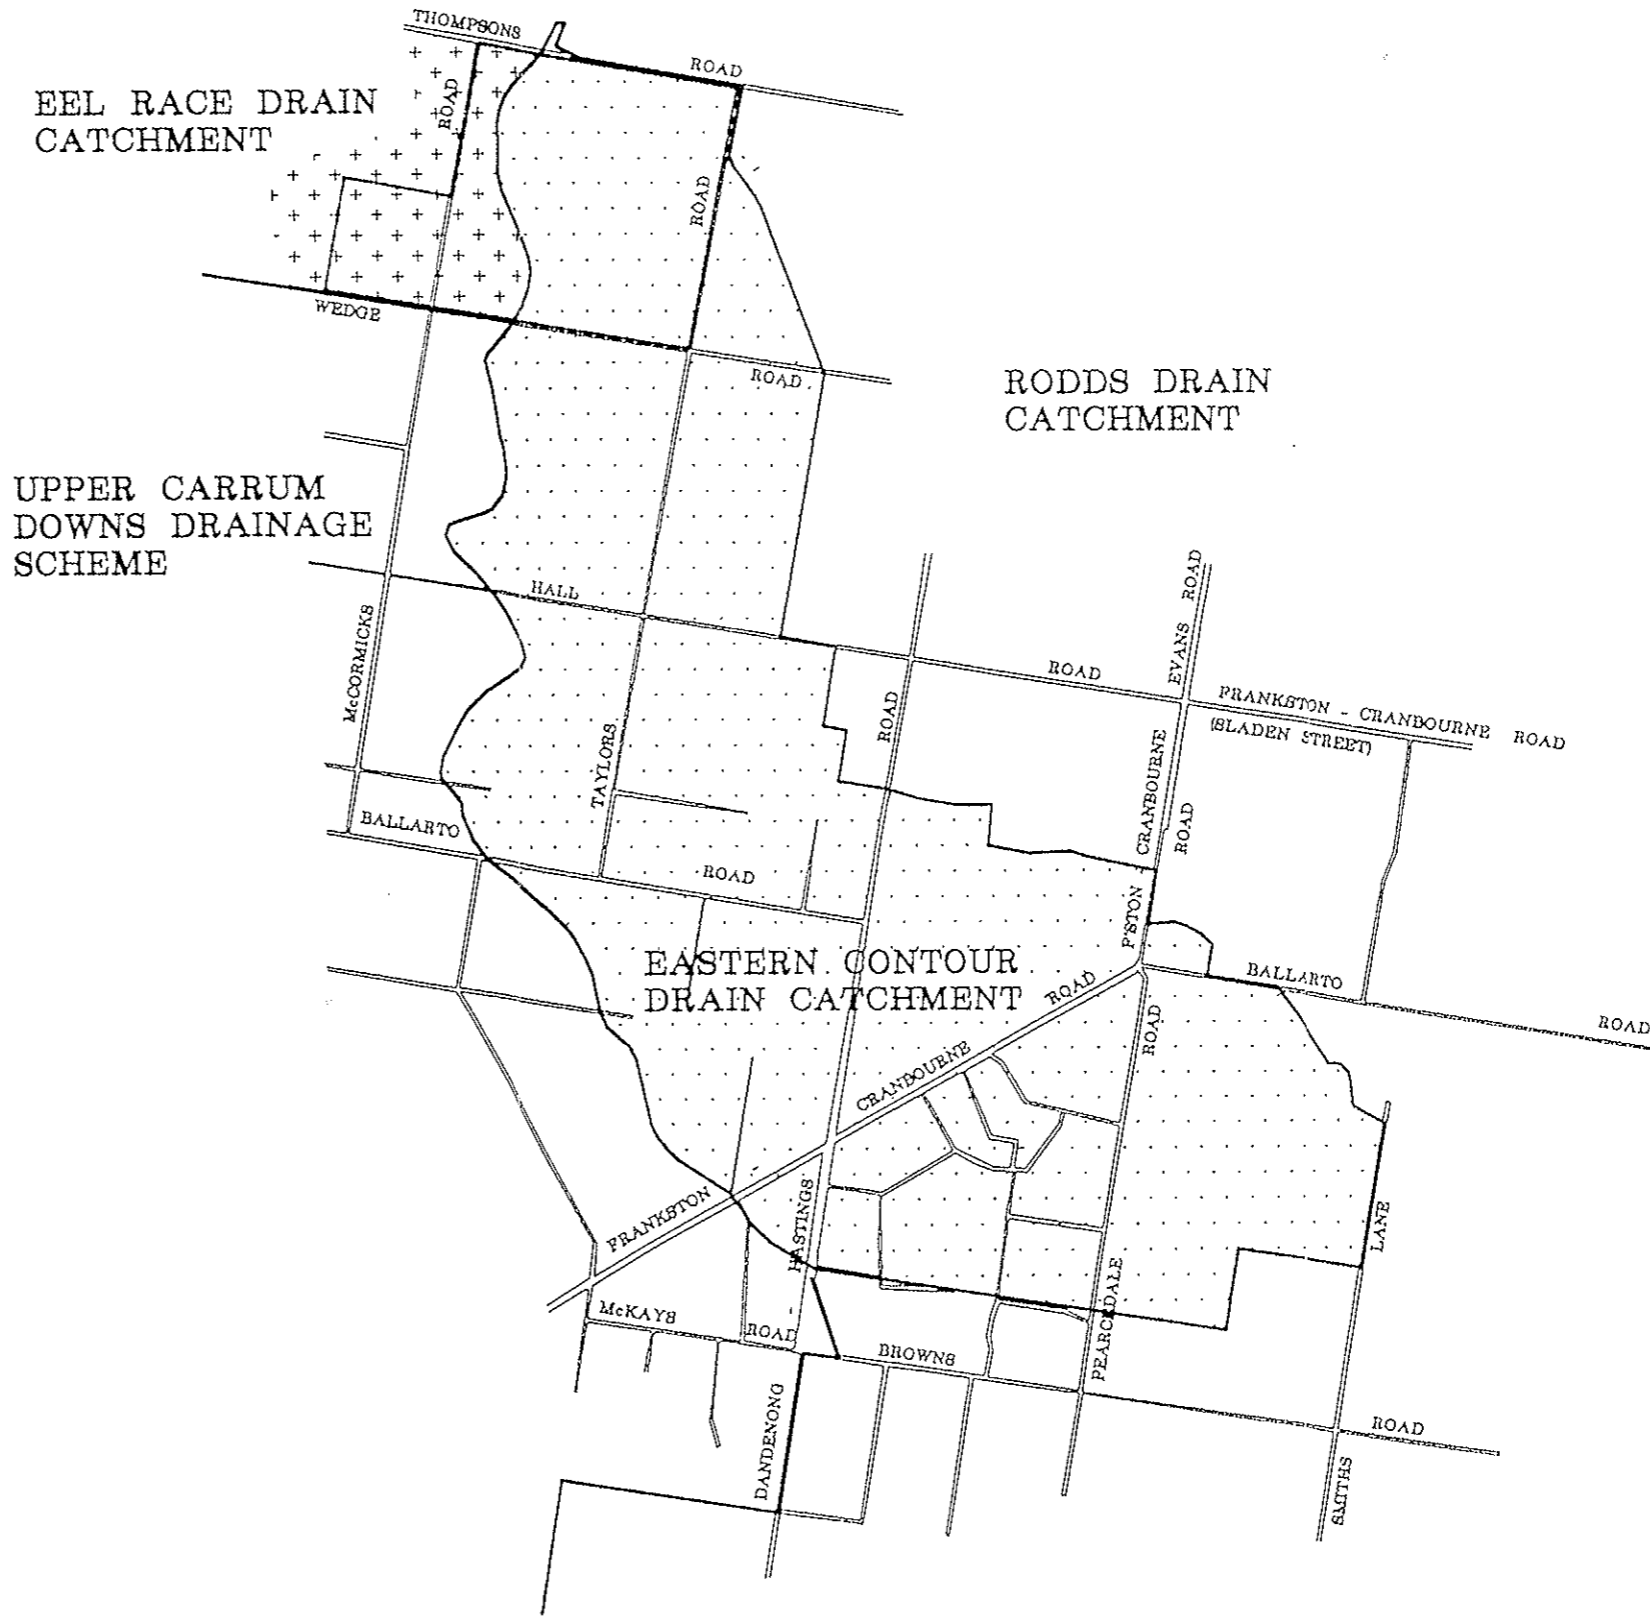 THOMPSONS
ROAD
EEL RACE DRAIN
CATCHMENT
ROAD
ROAD
WEDGE
ROAD
RODDS DRAIN
CATCHMENT
UPPER CARRUM
DOWNS DRAINAGE
SCHEME
HALL
McCORMICKS
ROAD
EVANS ROAD
FRANKSTON - CRANBOURNE ROAD
(SLADEN STREET)
ROAD
TAYLORS
CRANBOURNE
ROAD
F'STON -
BALLARTO
ROAD
EASTERN CONTOUR
DRAIN CATCHMENT
ROAD
BALLARTO
ROAD
ROAD
CRANBOURNE
FRANKSTON
HASTINGS
LANE
PEARCEDALE
McKAYS
ROAD
BROWNS
DANDENONG
ROAD
SMITHS